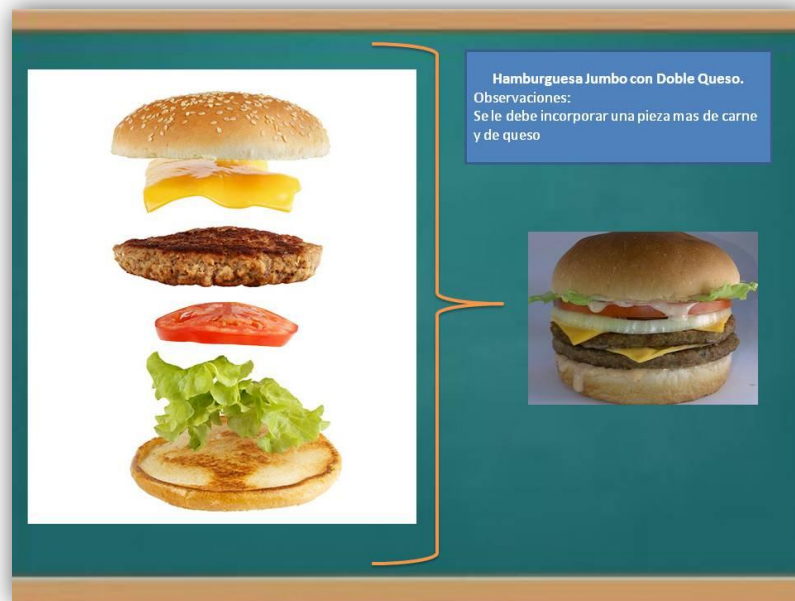 Hamburguesa Jumbo con Doble Queso.
Observaciones:
Se le debe incorporar una pieza mas de carne
y de queso